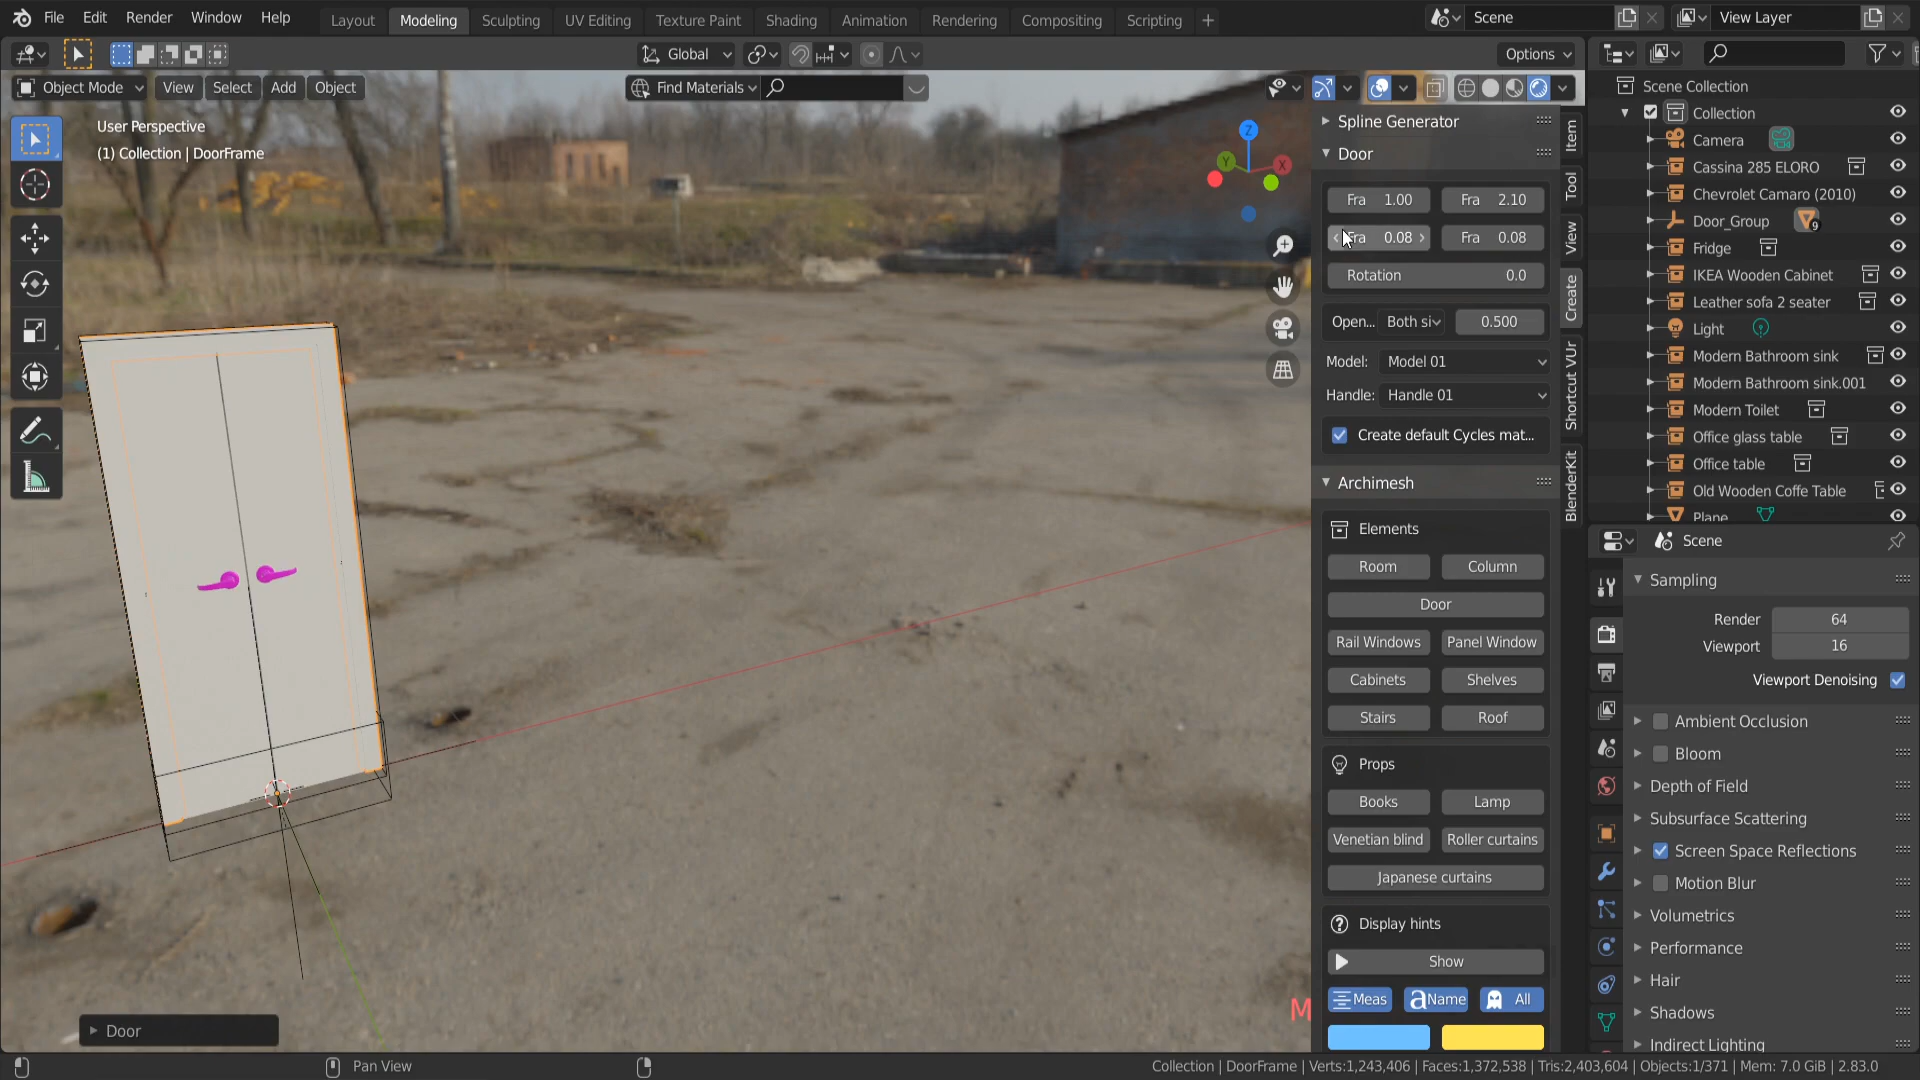 File Edit Render Window Help
Layout Modeling Sculpting UV Editing Texture Paint Shading Animation Rendering Compositing Scripting +
Scene
View Layer
Global
Options
Object Mode View Select Add Object
Find Materials
User Perspective
(1) Collection | DoorFrame
Z
Y
X
Spline Generator
Door
Fra 1.00 Fra 2.10
Fra 0.08 Fra 0.08
Rotation 0.0
Open... Both si 0.500
Model: Model 01
Handle: Handle 01
Create default Cycles mat...
Archimesh
Elements
Room Column
Door
Rail Windows Panel Window
Cabinets Shelves
Stairs Roof
Props
Books Lamp
Venetian blind Roller curtains
Japanese curtains
Display hints
Show
Meas aName All
M
Item
Tool
View
Create
Shortcut VUr
BlenderKit
Scene Collection
Collection
Camera
Cassina 285 ELORO
Chevrolet Camaro (2010)
Door_Group 9
Fridge
IKEA Wooden Cabinet
Leather sofa 2 seater
Light
Modern Bathroom sink
Modern Bathroom sink.001
Modern Toilet
Office glass table
Office table
Old Wooden Coffe Table
Plane
Scene
Sampling
Render 64
Viewport 16
Viewport Denoising
Ambient Occlusion
Bloom
Depth of Field
Subsurface Scattering
Screen Space Reflections
Motion Blur
Volumetrics
Performance
Hair
Shadows
Indirect Lighting
Door
Pan View
Collection | DoorFrame | Verts:1,243,406 | Faces:1,372,538 | Tris:2,403,604 | Objects:1/371 | Mem: 7.0 GiB | 2.83.0